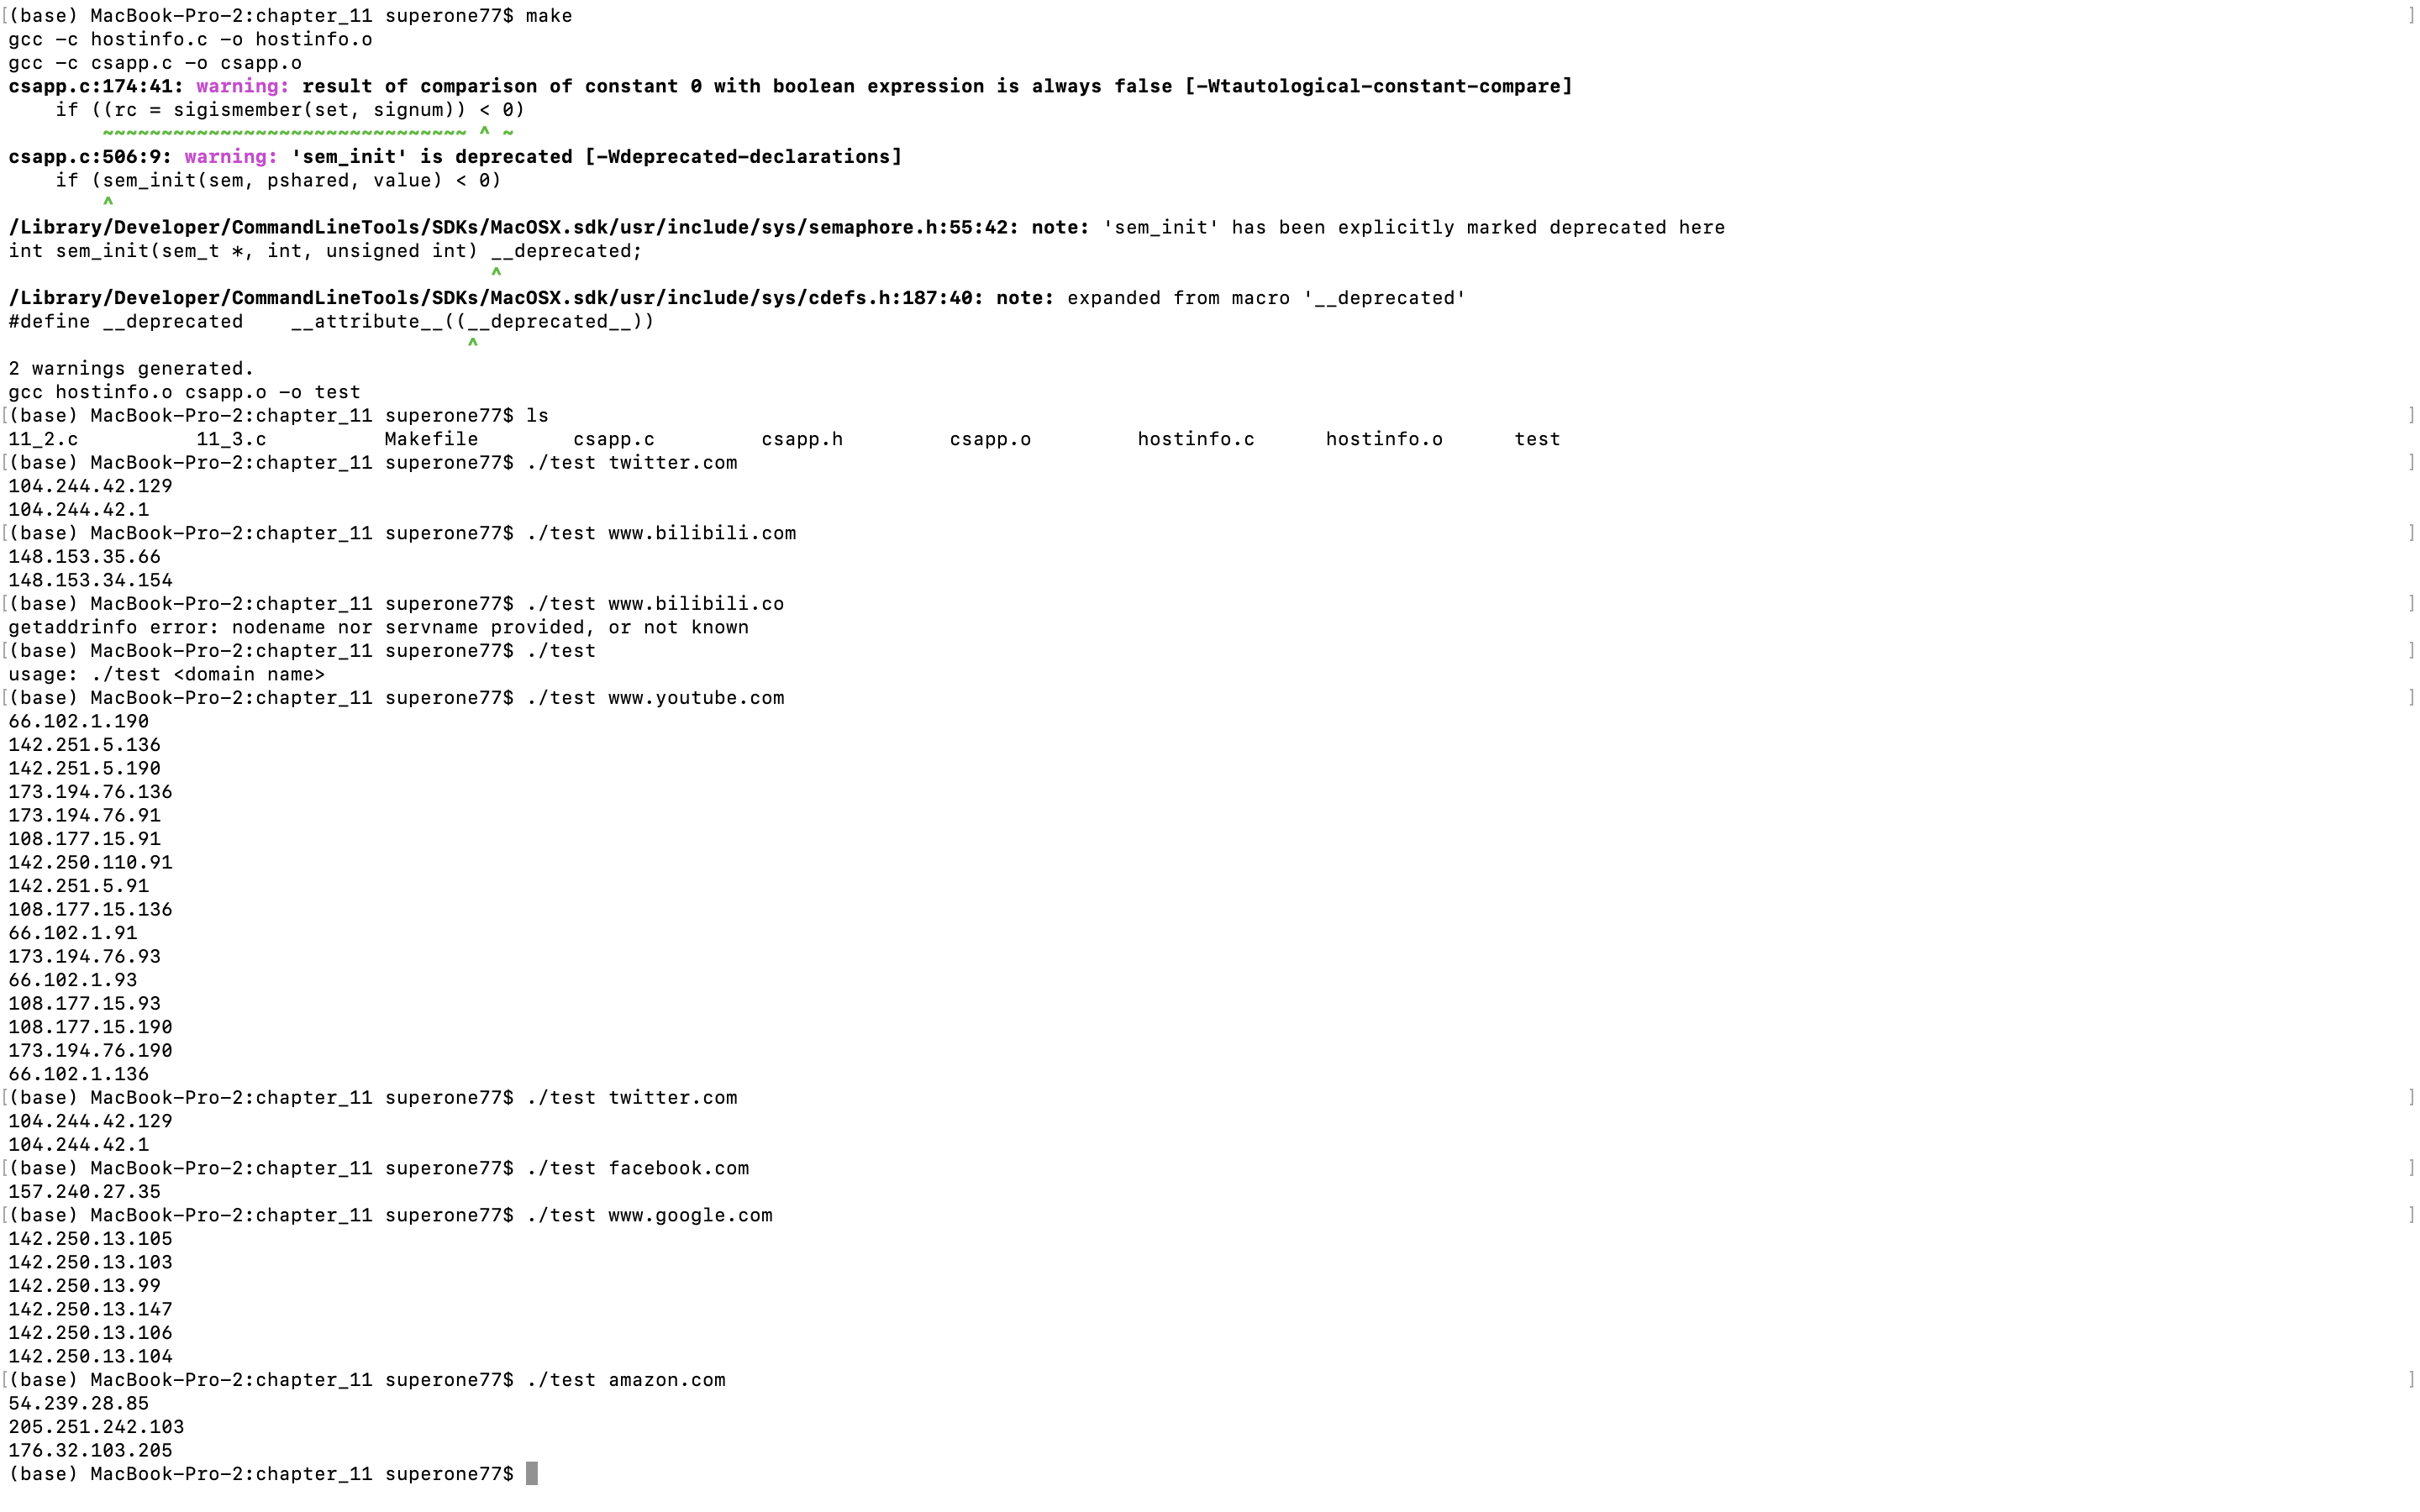 [(base) MacBook-Pro-2:chapter_11 superone77$ make ]
gcc -c hostinfo.c -o hostinfo.o
gcc -c csapp.c -o csapp.o
csapp.c:174:41: warning: result of comparison of constant 0 with boolean expression is always false [-Wtautological-constant-compare]
    if ((rc = sigismember(set, signum)) < 0)
        ~~~~~~~~~~~~~~~~~~~~~~~~~~~~~~~ ^ ~
csapp.c:506:9: warning: 'sem_init' is deprecated [-Wdeprecated-declarations]
    if (sem_init(sem, pshared, value) < 0)
        ^
/Library/Developer/CommandLineTools/SDKs/MacOSX.sdk/usr/include/sys/semaphore.h:55:42: note: 'sem_init' has been explicitly marked deprecated here
int sem_init(sem_t *, int, unsigned int) __deprecated;
                                         ^
/Library/Developer/CommandLineTools/SDKs/MacOSX.sdk/usr/include/sys/cdefs.h:187:40: note: expanded from macro '__deprecated'
#define __deprecated    __attribute__((__deprecated__))
                                       ^
2 warnings generated.
gcc hostinfo.o csapp.o -o test
[(base) MacBook-Pro-2:chapter_11 superone77$ ls ]
11_2.c          11_3.c          Makefile        csapp.c         csapp.h         csapp.o         hostinfo.c      hostinfo.o      test
[(base) MacBook-Pro-2:chapter_11 superone77$ ./test twitter.com ]
104.244.42.129
104.244.42.1
[(base) MacBook-Pro-2:chapter_11 superone77$ ./test www.bilibili.com ]
148.153.35.66
148.153.34.154
[(base) MacBook-Pro-2:chapter_11 superone77$ ./test www.bilibili.co ]
getaddrinfo error: nodename nor servname provided, or not known
[(base) MacBook-Pro-2:chapter_11 superone77$ ./test ]
usage: ./test <domain name>
[(base) MacBook-Pro-2:chapter_11 superone77$ ./test www.youtube.com ]
66.102.1.190
142.251.5.136
142.251.5.190
173.194.76.136
173.194.76.91
108.177.15.91
142.250.110.91
142.251.5.91
108.177.15.136
66.102.1.91
173.194.76.93
66.102.1.93
108.177.15.93
108.177.15.190
173.194.76.190
66.102.1.136
[(base) MacBook-Pro-2:chapter_11 superone77$ ./test twitter.com ]
104.244.42.129
104.244.42.1
[(base) MacBook-Pro-2:chapter_11 superone77$ ./test facebook.com ]
157.240.27.35
[(base) MacBook-Pro-2:chapter_11 superone77$ ./test www.google.com ]
142.250.13.105
142.250.13.103
142.250.13.99
142.250.13.147
142.250.13.106
142.250.13.104
[(base) MacBook-Pro-2:chapter_11 superone77$ ./test amazon.com ]
54.239.28.85
205.251.242.103
176.32.103.205
(base) MacBook-Pro-2:chapter_11 superone77$